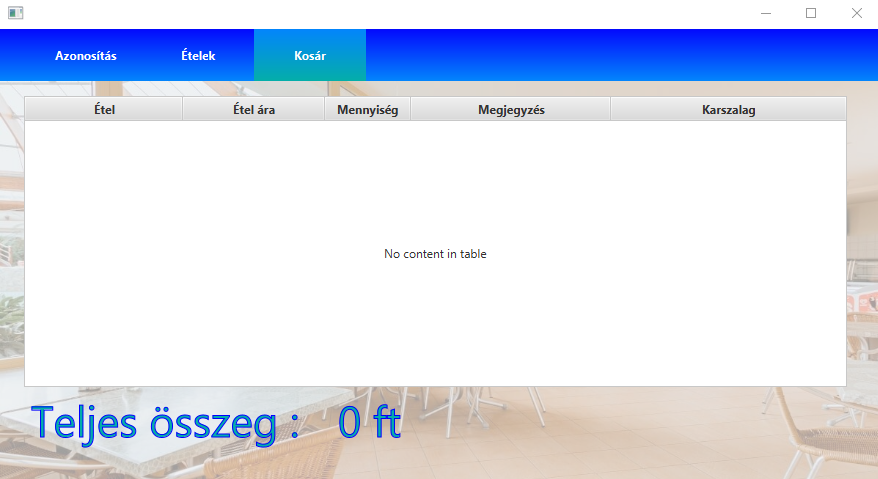 Azonosítás Ételek Kosár
Étel Étel ára Mennyiség Megjegyzés Karszalag
No content in table
Teljes összeg : 0 ft